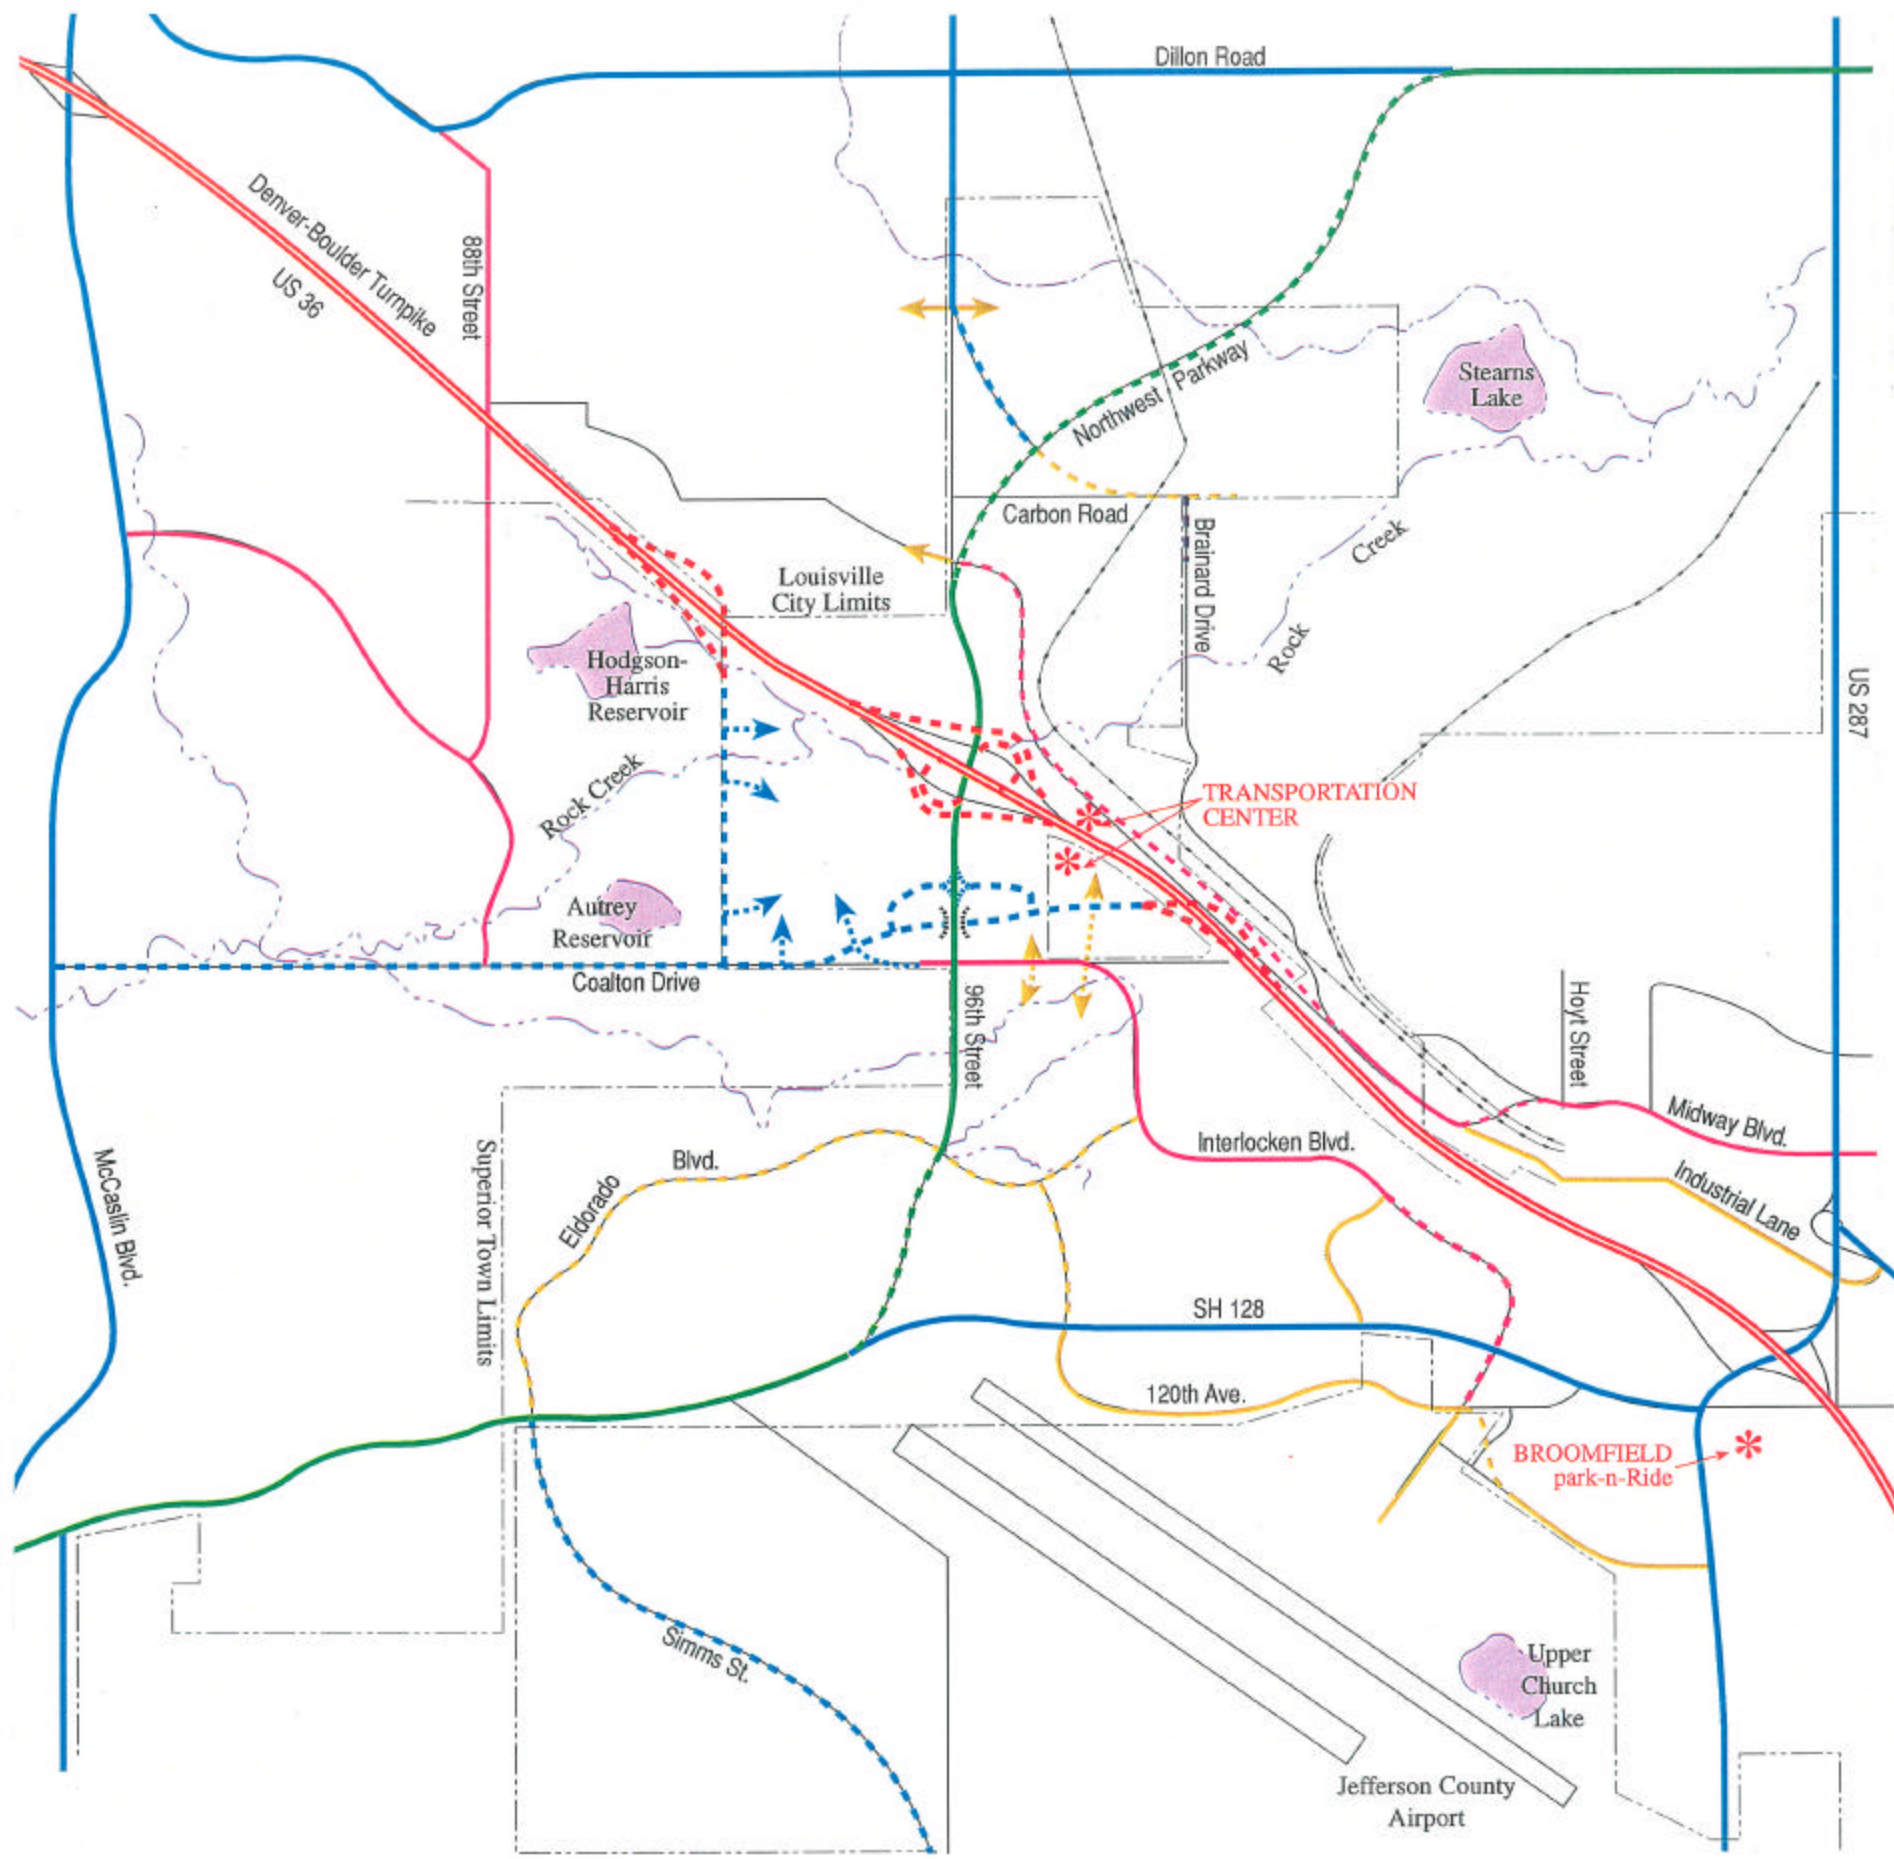 Dillon Road
Denver-Boulder Turnpike
US 36
88th Street
Northwest Parkway
Stearns
Lake
Carbon Road
Brainard Drive
Creek
Rock
Louisville
City Limits
US 287
Hodgson-
Harris
Reservoir
Rock Creek
TRANSPORTATION
CENTER
Autrey
Reservoir
Coalton Drive
96th Street
Hoyt Street
Midway Blvd.
Interlocken Blvd.
Industrial Lane
McCaslin Blvd.
Superior Town Limits
Eldorado Blvd.
SH 128
120th Ave.
BROOMFIELD
park-n-Ride
Simms St.
Upper
Church
Lake
Jefferson County
Airport